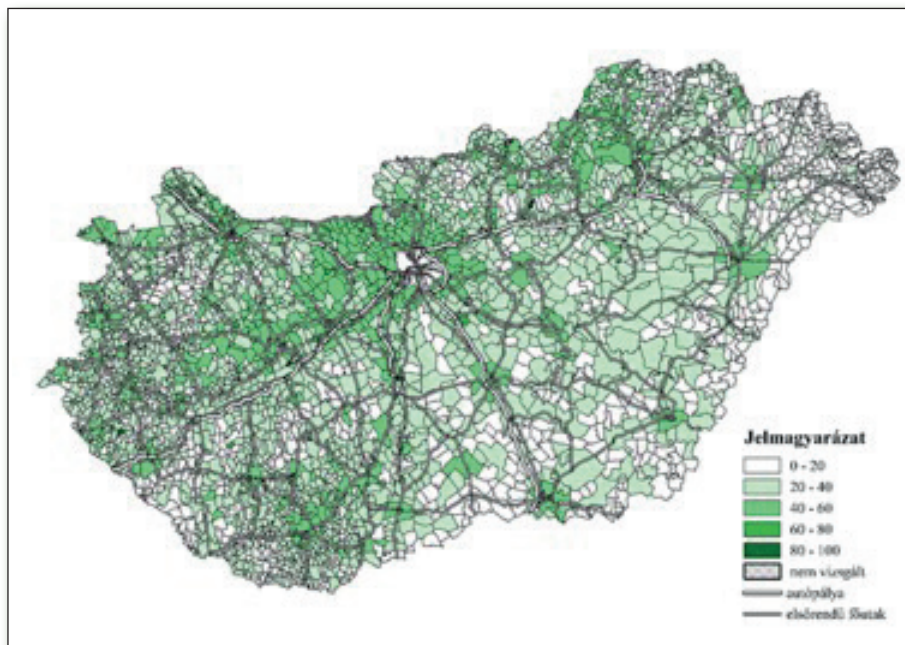 Jelmagyarázat
0 - 20
20 - 40
40 - 60
60 - 80
80 - 100
nem vizsgált
autópálya
elsőrendű főutak